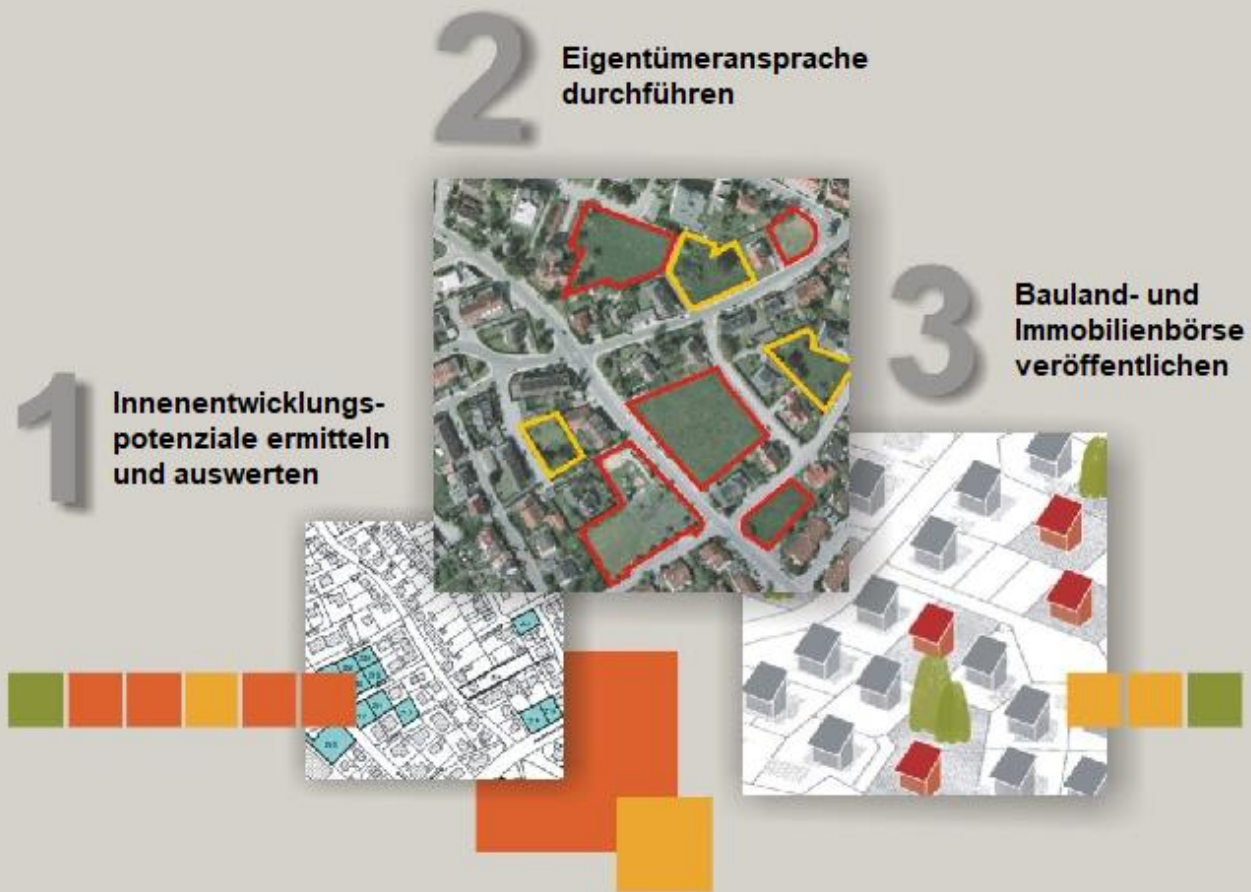 1
Innenentwicklungs-
potenziale ermitteln
und auswerten
2
Eigentümeransprache
durchführen
3
Bauland- und
Immobilienbörse
veröffentlichen